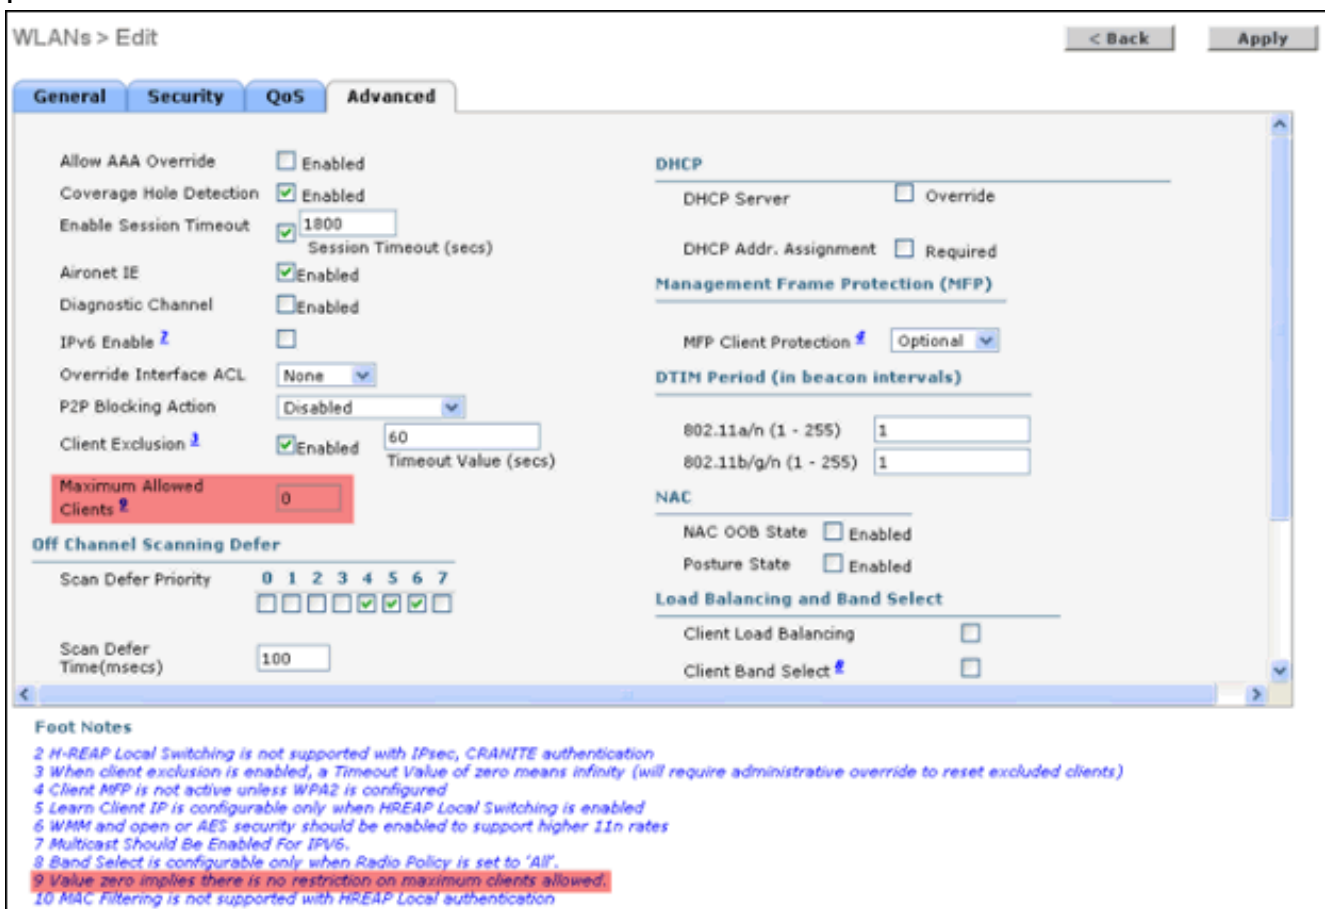 WLANs > Edit
< Back
Apply
General
Security
QoS
Advanced
Allow AAA Override
Enabled
Coverage Hole Detection
Enabled
Enable Session Timeout
1800
Session Timeout (secs)
Aironet IE
Enabled
Diagnostic Channel
Enabled
IPv6 Enable 7
Override Interface ACL
None
P2P Blocking Action
Disabled
Client Exclusion 3
Enabled
60
Timeout Value (secs)
Maximum Allowed
Clients 9
0
Off Channel Scanning Defer
Scan Defer Priority
0 1 2 3 4 5 6 7
Scan Defer
Time(msecs)
100
DHCP
DHCP Server
Override
DHCP Addr. Assignment
Required
Management Frame Protection (MFP)
MFP Client Protection 4
Optional
DTIM Period (in beacon intervals)
802.11a/n (1 - 255)
1
802.11b/g/n (1 - 255)
1
NAC
NAC OOB State
Enabled
Posture State
Enabled
Load Balancing and Band Select
Client Load Balancing
Client Band Select 8
Foot Notes
2 H-REAP Local Switching is not supported with IPsec, CRANITE authentication
3 When client exclusion is enabled, a Timeout Value of zero means infinity (will require administrative override to reset excluded clients)
4 Client MFP is not active unless WPA2 is configured
5 Learn Client IP is configurable only when HREAP Local Switching is enabled
6 WMM and open or AES security should be enabled to support higher 11n rates
7 Multicast Should Be Enabled For IPV6.
8 Band Select is configurable only when Radio Policy is set to 'All'.
9 Value zero implies there is no restriction on maximum clients allowed.
10 MAC Filtering is not supported with HREAP Local authentication